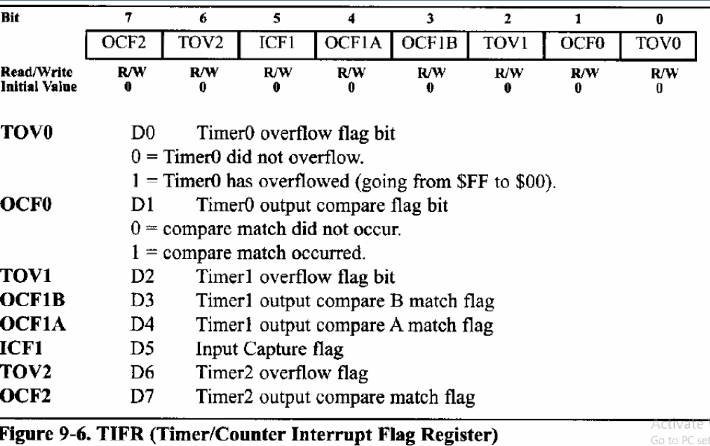 Bit 7 6 5 4 3 2 1 0
OCF2 TOV2 ICF1 OCF1A OCF1B TOV1 OCF0 TOV0
Read/Write R/W R/W R/W R/W R/W R/W R/W R/W
Initial Value 0 0 0 0 0 0 0 0
TOV0 D0 Timer0 overflow flag bit
0 = Timer0 did not overflow.
1 = Timer0 has overflowed (going from $FF to $00).
OCF0 D1 Timer0 output compare flag bit
0 = compare match did not occur.
1 = compare match occurred.
TOV1 D2 Timer1 overflow flag bit
OCF1B D3 Timer1 output compare B match flag
OCF1A D4 Timer1 output compare A match flag
ICF1 D5 Input Capture flag
TOV2 D6 Timer2 overflow flag
OCF2 D7 Timer2 output compare match flag
Activate
Go to PC set
Figure 9-6. TIFR (Timer/Counter Interrupt Flag Register)